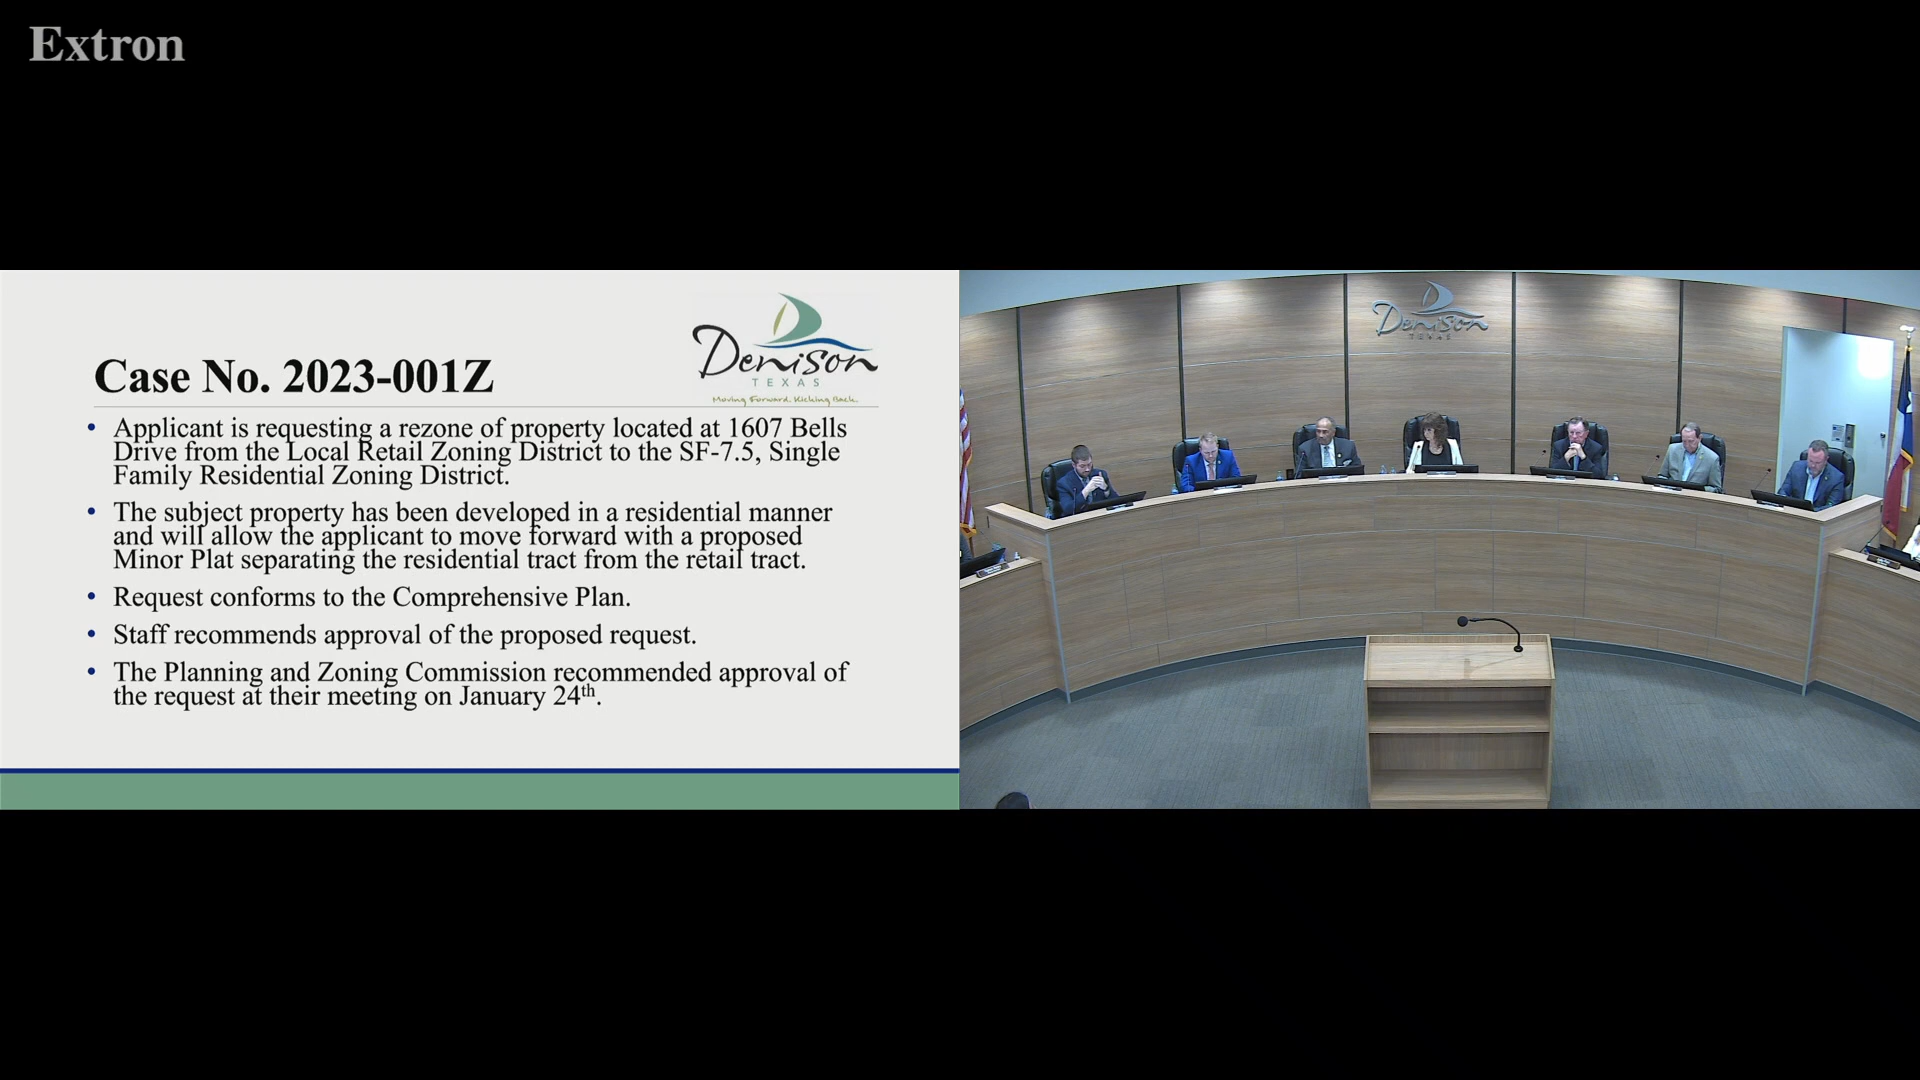 Extron
Denison
TEXAS
Moving Forward. Kicking Back.
Case No. 2023-001Z
• Applicant is requesting a rezone of property located at 1607 Bells
Drive from the Local Retail Zoning District to the SF-7.5, Single
Family Residential Zoning District.
• The subject property has been developed in a residential manner
and will allow the applicant to move forward with a proposed
Minor Plat separating the residential tract from the retail tract.
• Request conforms to the Comprehensive Plan.
• Staff recommends approval of the proposed request.
• The Planning and Zoning Commission recommended approval of
the request at their meeting on January 24th.
Denison
TEXAS